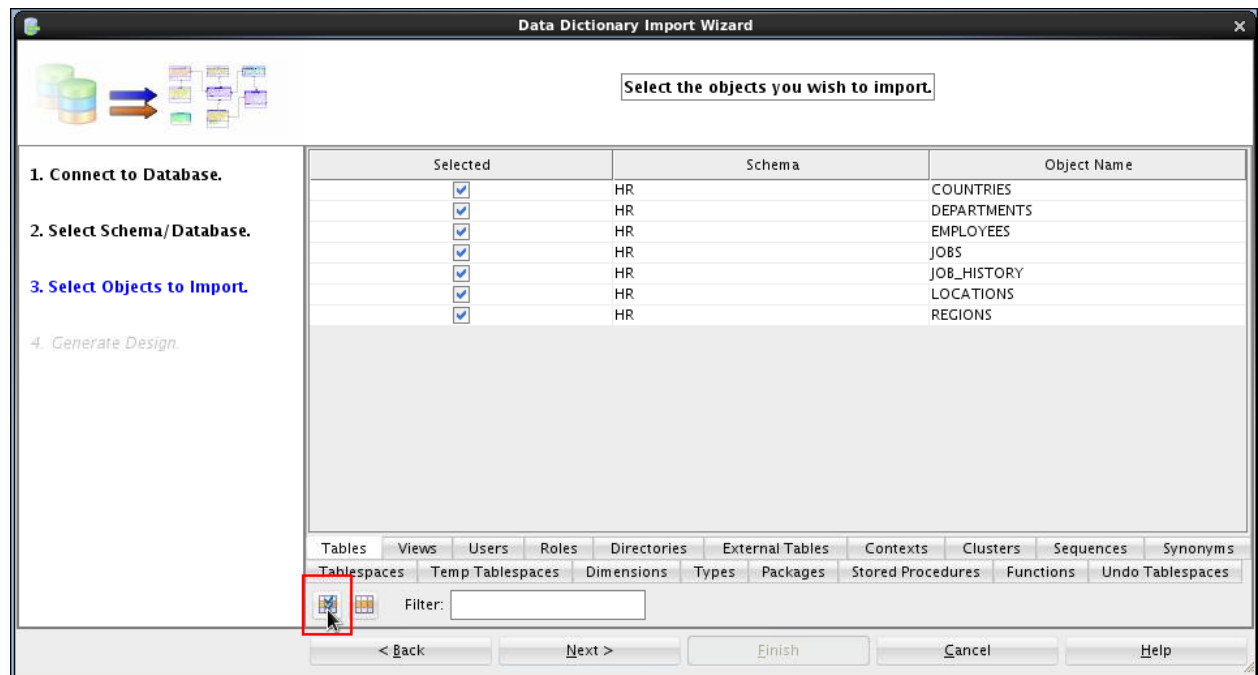 Data Dictionary Import Wizard
Select the objects you wish to import.
1. Connect to Database.
2. Select Schema/Database.
3. Select Objects to Import.
4. Generate Design.
Selected Schema Object Name
HR COUNTRIES
HR DEPARTMENTS
HR EMPLOYEES
HR JOBS
HR JOB_HISTORY
HR LOCATIONS
HR REGIONS
Tables Views Users Roles Directories External Tables Contexts Clusters Sequences Synonyms
Tablespaces Temp Tablespaces Dimensions Types Packages Stored Procedures Functions Undo Tablespaces
Filter:
< Back Next > Finish Cancel Help